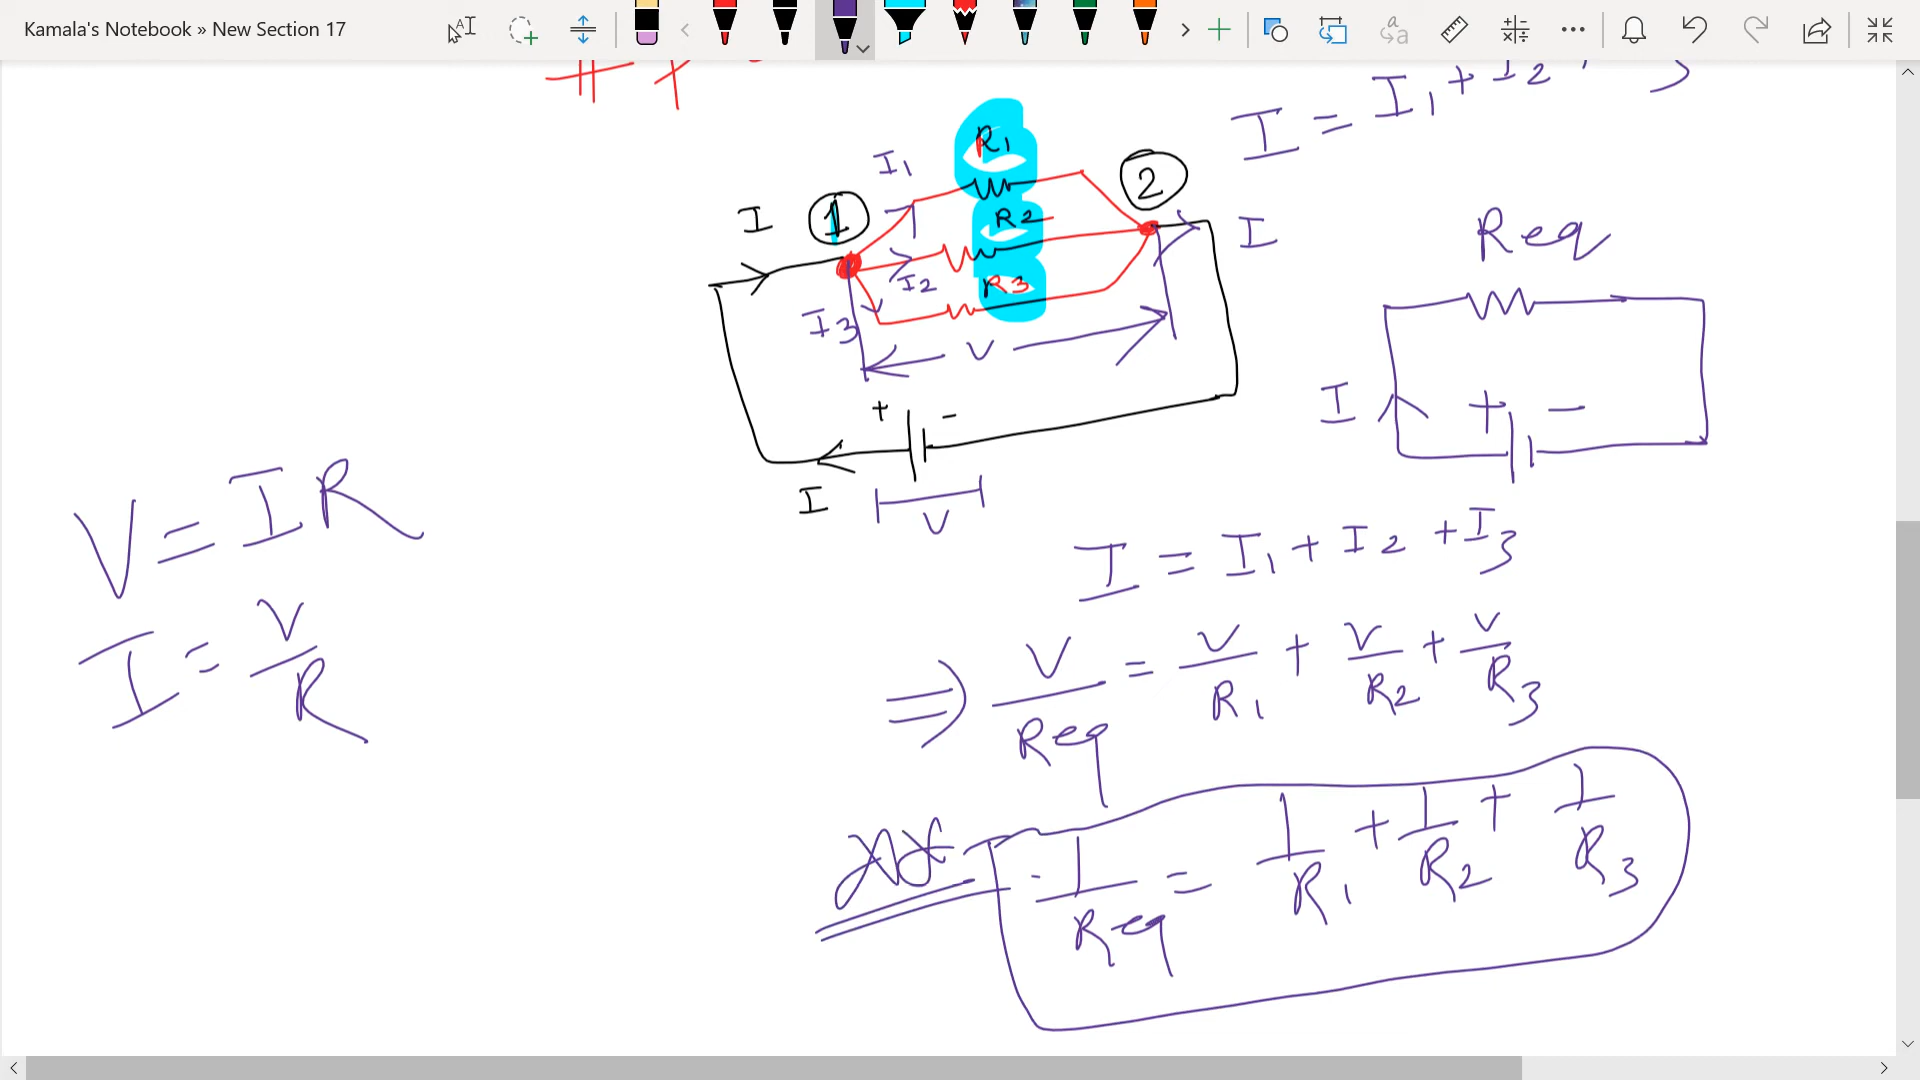 Kamala's Notebook » New Section 17
I = I1 + I2
R1
I1
2
I 1
R2
I
Req
I2
R3
I3
V
I + -
+ -
I
V
V = IR
I = I1 + I2 + I3
I = V/R
⇒ V/Req = V/R1 + V/R2 + V/R3
1/Req = 1/R1 + 1/R2 + 1/R3